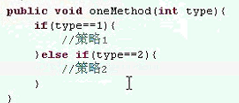 public void oneMethod(int type){
    if(type==1){
        //策略1
    }else if(type==2){
        //策略2
    }
}